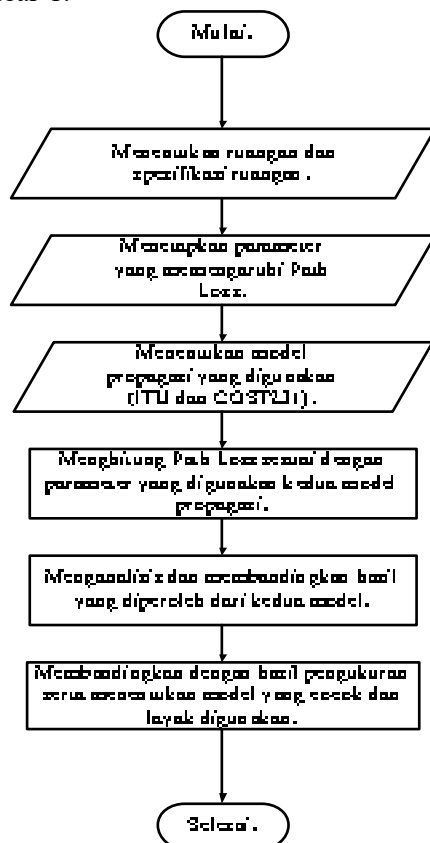 Mulai.
Menentukan ruangan dan
spesifikasi ruangan.
Menetapkan parameter
yang memengaruhi Path
Loss.
Menentukan model
propagasi yang digunakan
(ITU dan COST231).
Menghitung Path Loss sesuai dengan
parameter yang digunakan kedua model
propagasi.
Menganalisis dan membandingkan hasil
yang diperoleh dari kedua model.
Membandingkan dengan hasil pengukuran
serta menentukan model yang cocok dan
layak digunakan.
Selesai.